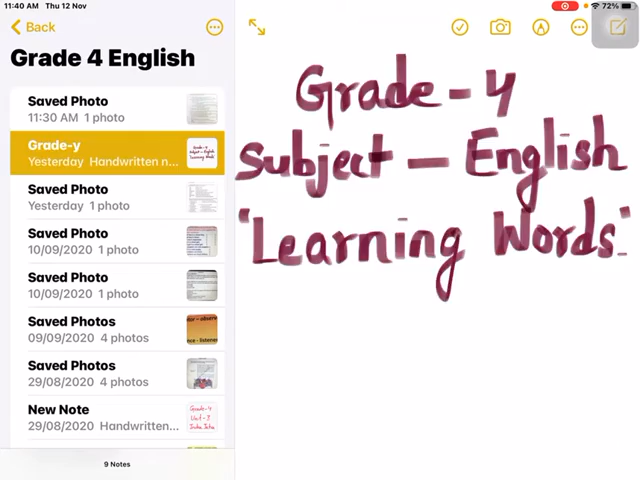 11:40 AM Thu 12 Nov
72%
Back
Grade 4 English
Saved Photo
11:30 AM 1 photo
Grade-y
Yesterday Handwritten n...
Saved Photo
Yesterday 1 photo
Saved Photo
10/09/2020 1 photo
Saved Photo
10/09/2020 1 photo
Saved Photos
09/09/2020 4 photos
Saved Photos
29/08/2020 4 photos
New Note
29/08/2020 Handwritten...
9 Notes
Grade-4
Subject - English
"Learning Words"